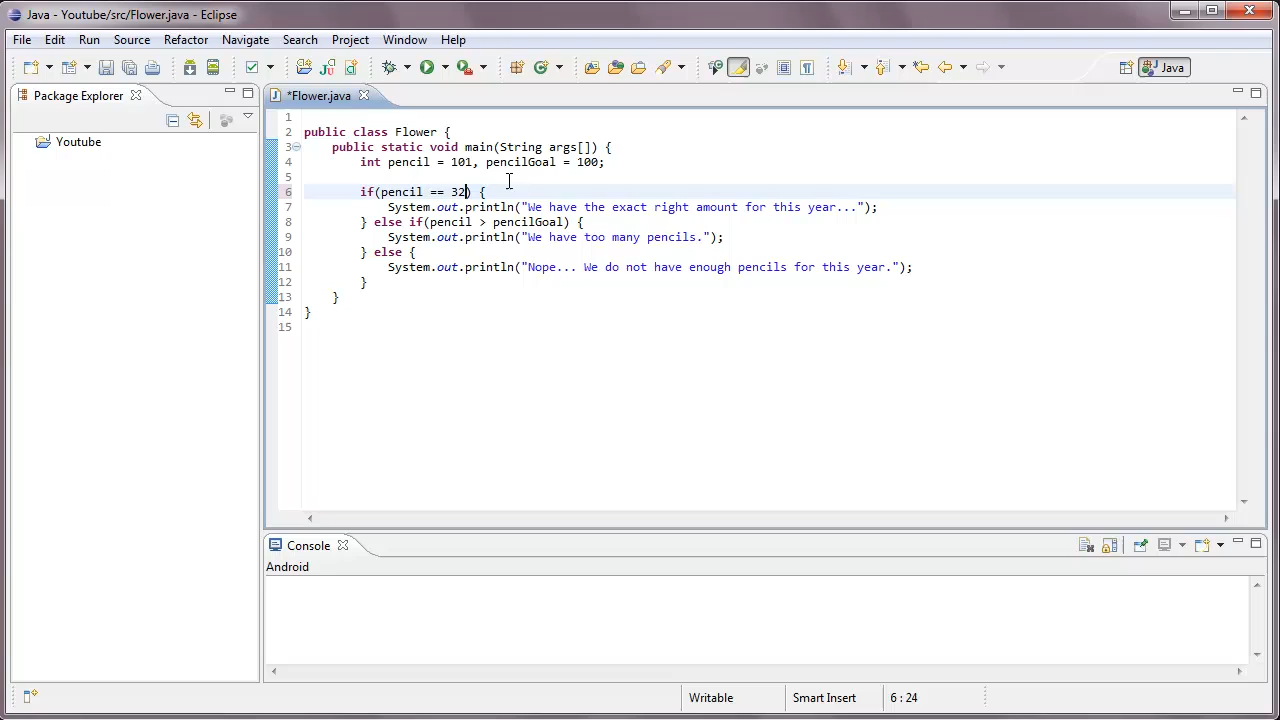 Java - Youtube/src/Flower.java - Eclipse
File Edit Run Source Refactor Navigate Search Project Window Help
Java
Package Explorer
*Flower.java
Youtube
1
2 public class Flower {
3 public static void main(String args[]) {
4 int pencil = 101, pencilGoal = 100;
5
6 if(pencil == 32) {
7 System.out.println("We have the exact right amount for this year...");
8 } else if(pencil > pencilGoal) {
9 System.out.println("We have too many pencils.");
10 } else {
11 System.out.println("Nope... We do not have enough pencils for this year.");
12 }
13 }
14 }
15
Console
Android
Writable Smart Insert 6 : 24